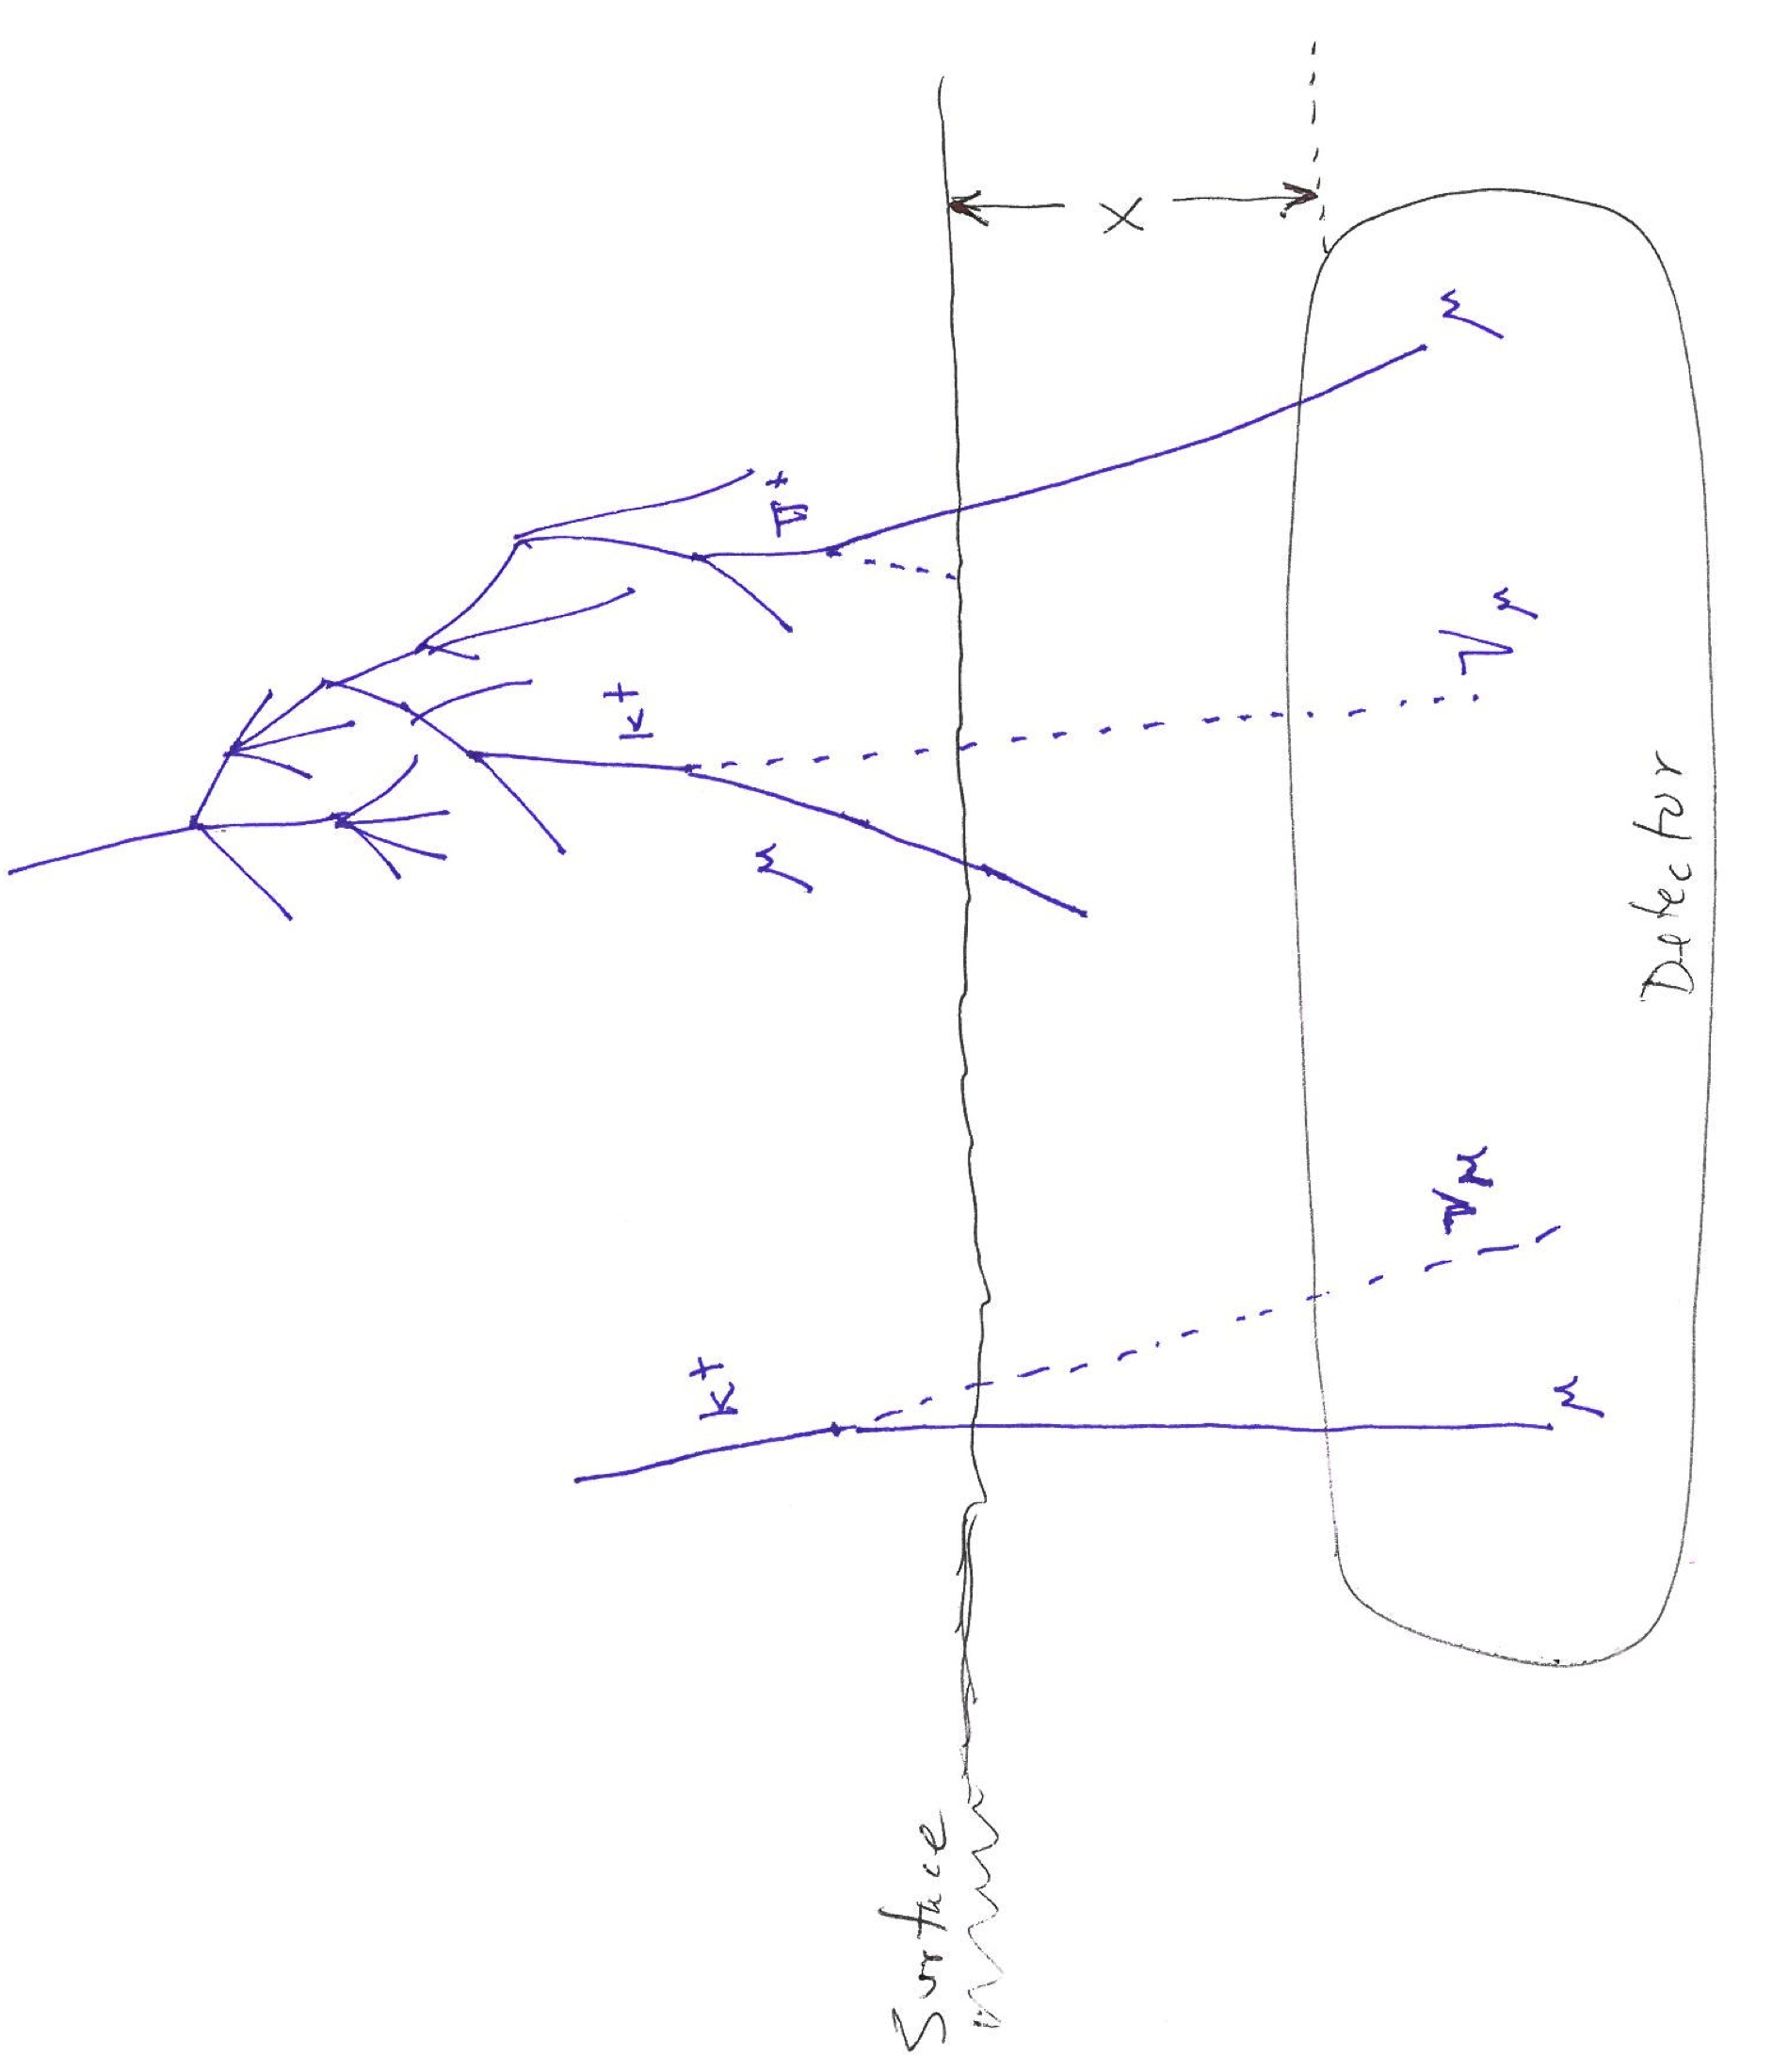 K+
K+
μ
π+
Surface
X
νμ
νμ
μ
μ
Detector